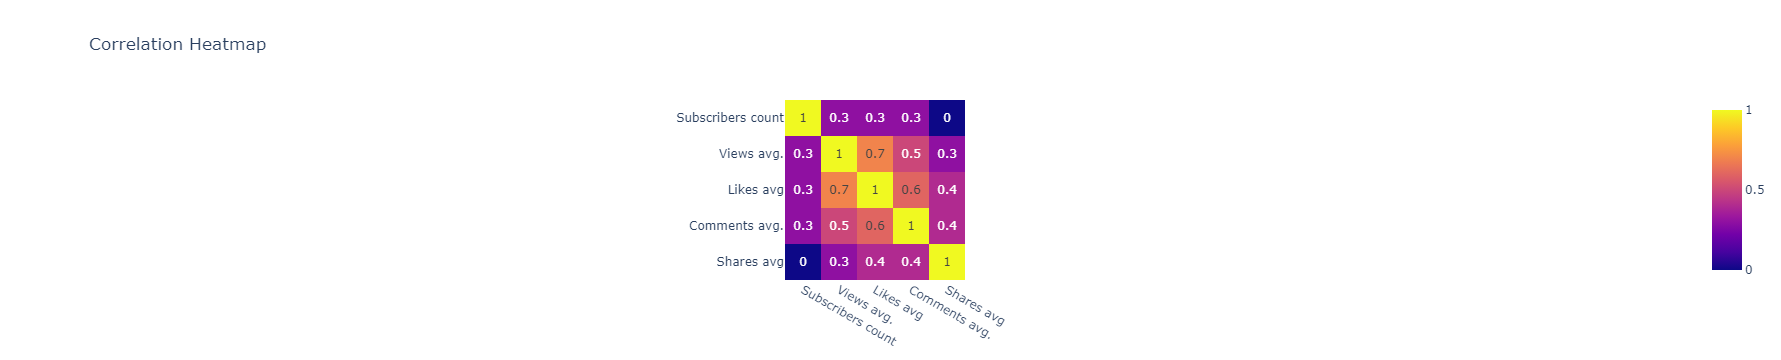 Correlation Heatmap
Subscribers count 1 0.3 0.3 0.3 0
Views avg. 0.3 1 0.7 0.5 0.3
Likes avg 0.3 0.7 1 0.6 0.4
Comments avg. 0.3 0.5 0.6 1 0.4
Shares avg 0 0.3 0.4 0.4 1
Subscribers count
Views avg.
Likes avg
Comments avg.
Shares avg
1
0.5
0